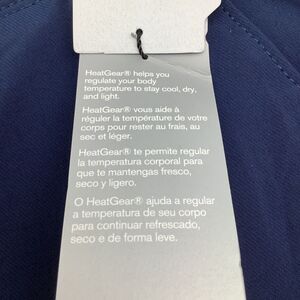 HeatGear® helps you
regulate your body
temperature to stay cool, dry,
and light.
HeatGear® vous aide à
réguler la température de votre
corps pour rester au frais, au
sec et léger.
HeatGear® te permite regular
la temperatura corporal para
que te mantengas fresco,
seco y ligero.
O HeatGear® ajuda a regular
a temperatura de seu corpo
para continuar refrescado,
seco e de forma leve.